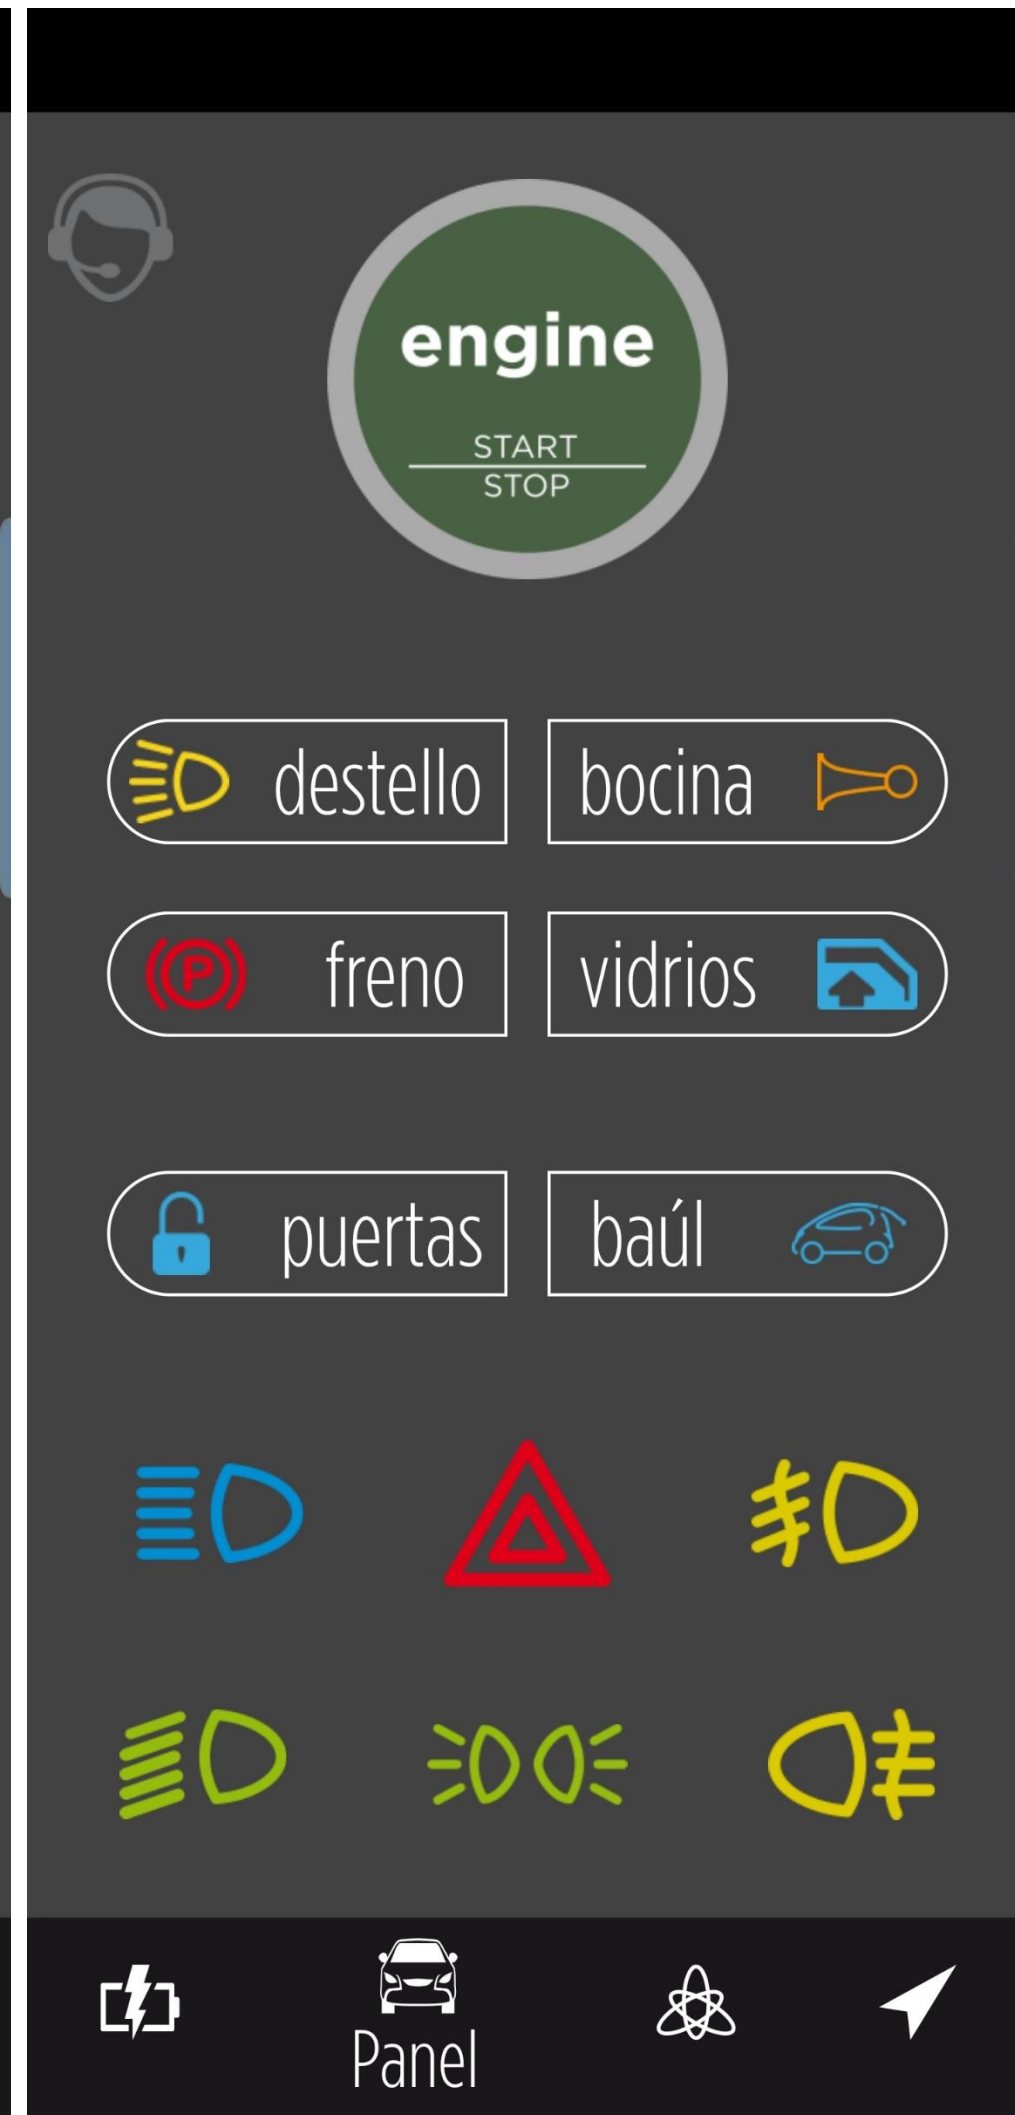 engine
START
STOP
destello
bocina
freno
vidrios
puertas
baúl
Panel